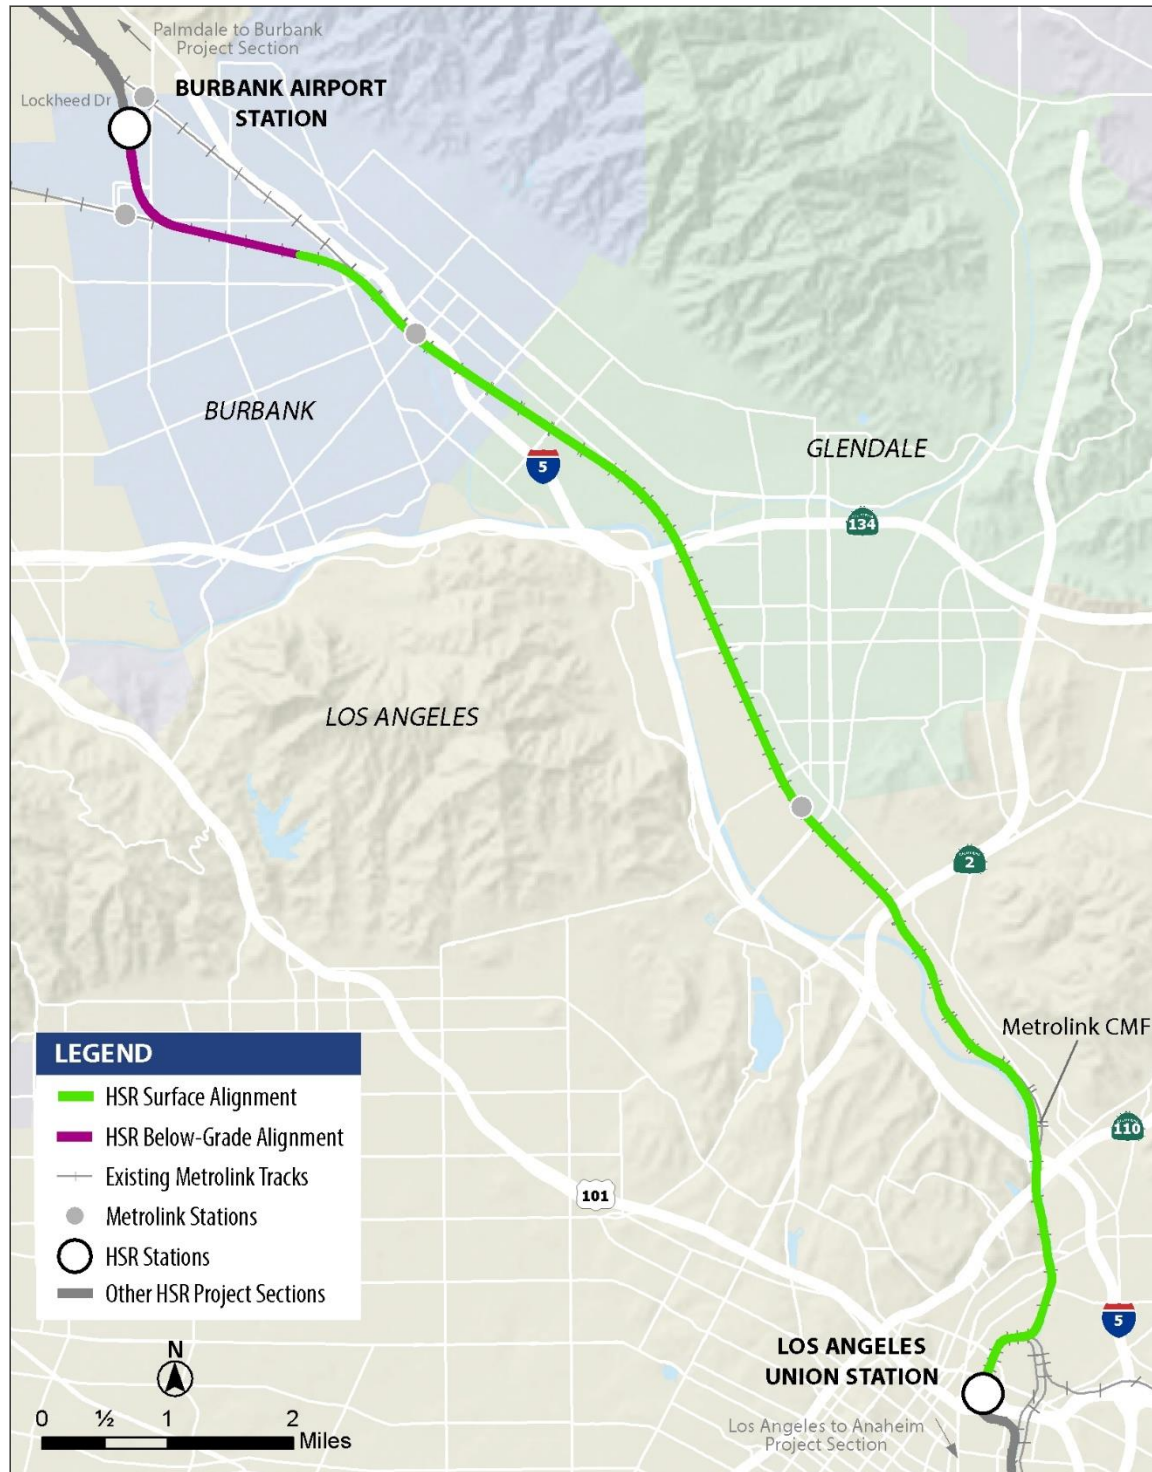 Palmdale to Burbank
Project Section
Lockheed Dr
BURBANK AIRPORT
STATION
BURBANK
GLENDALE
5
134
LOS ANGELES
2
Metrolink CMF
110
101
5
LEGEND
HSR Surface Alignment
HSR Below-Grade Alignment
Existing Metrolink Tracks
Metrolink Stations
HSR Stations
Other HSR Project Sections
N
0 ½ 1 2
Miles
LOS ANGELES
UNION STATION
Los Angeles to Anaheim
Project Section